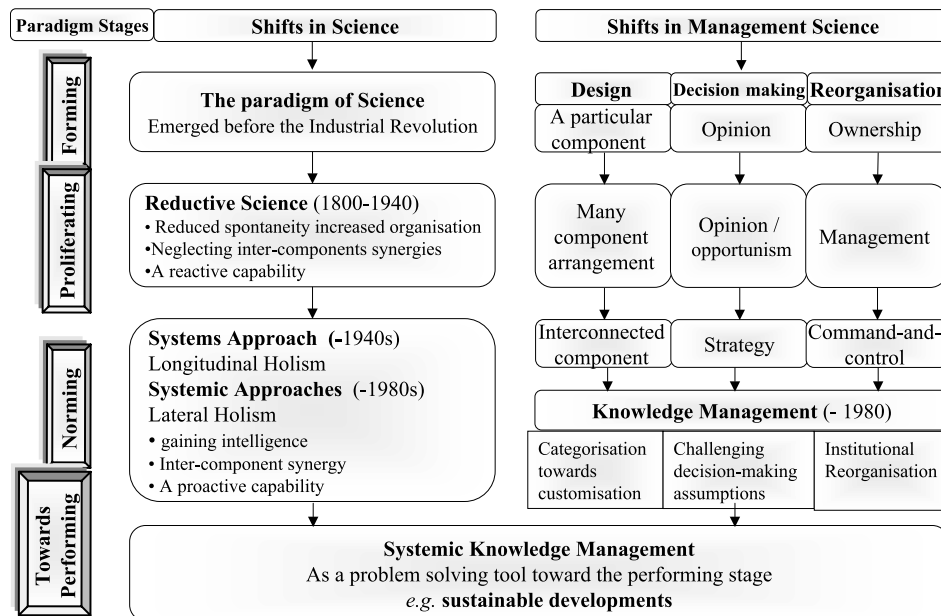 Paradigm Stages
Shifts in Science
Shifts in Management Science
Forming
The paradigm of Science
Emerged before the Industrial Revolution
Design
Decision making
Reorganisation
A particular
component
Opinion
Ownership
Proliferating
Reductive Science (1800-1940)
• Reduced spontaneity increased organisation
•Neglecting inter-components synergies
•A reactive capability
Many
component
arrangement
Opinion /
opportunism
Management
Norming
Systems Approach (-1940s)
Longitudinal Holism
Systemic Approaches (-1980s)
Lateral Holism
• gaining intelligence
• Inter-component synergy
• A proactive capability
Interconnected
component
Strategy
Command-and-
control
Knowledge Management (- 1980)
Categorisation
towards
customisation
Challenging
decision-making
assumptions
Institutional
Reorganisation
Towards
Performing
Systemic Knowledge Management
As a problem solving tool toward the performing stage
e.g. sustainable developments